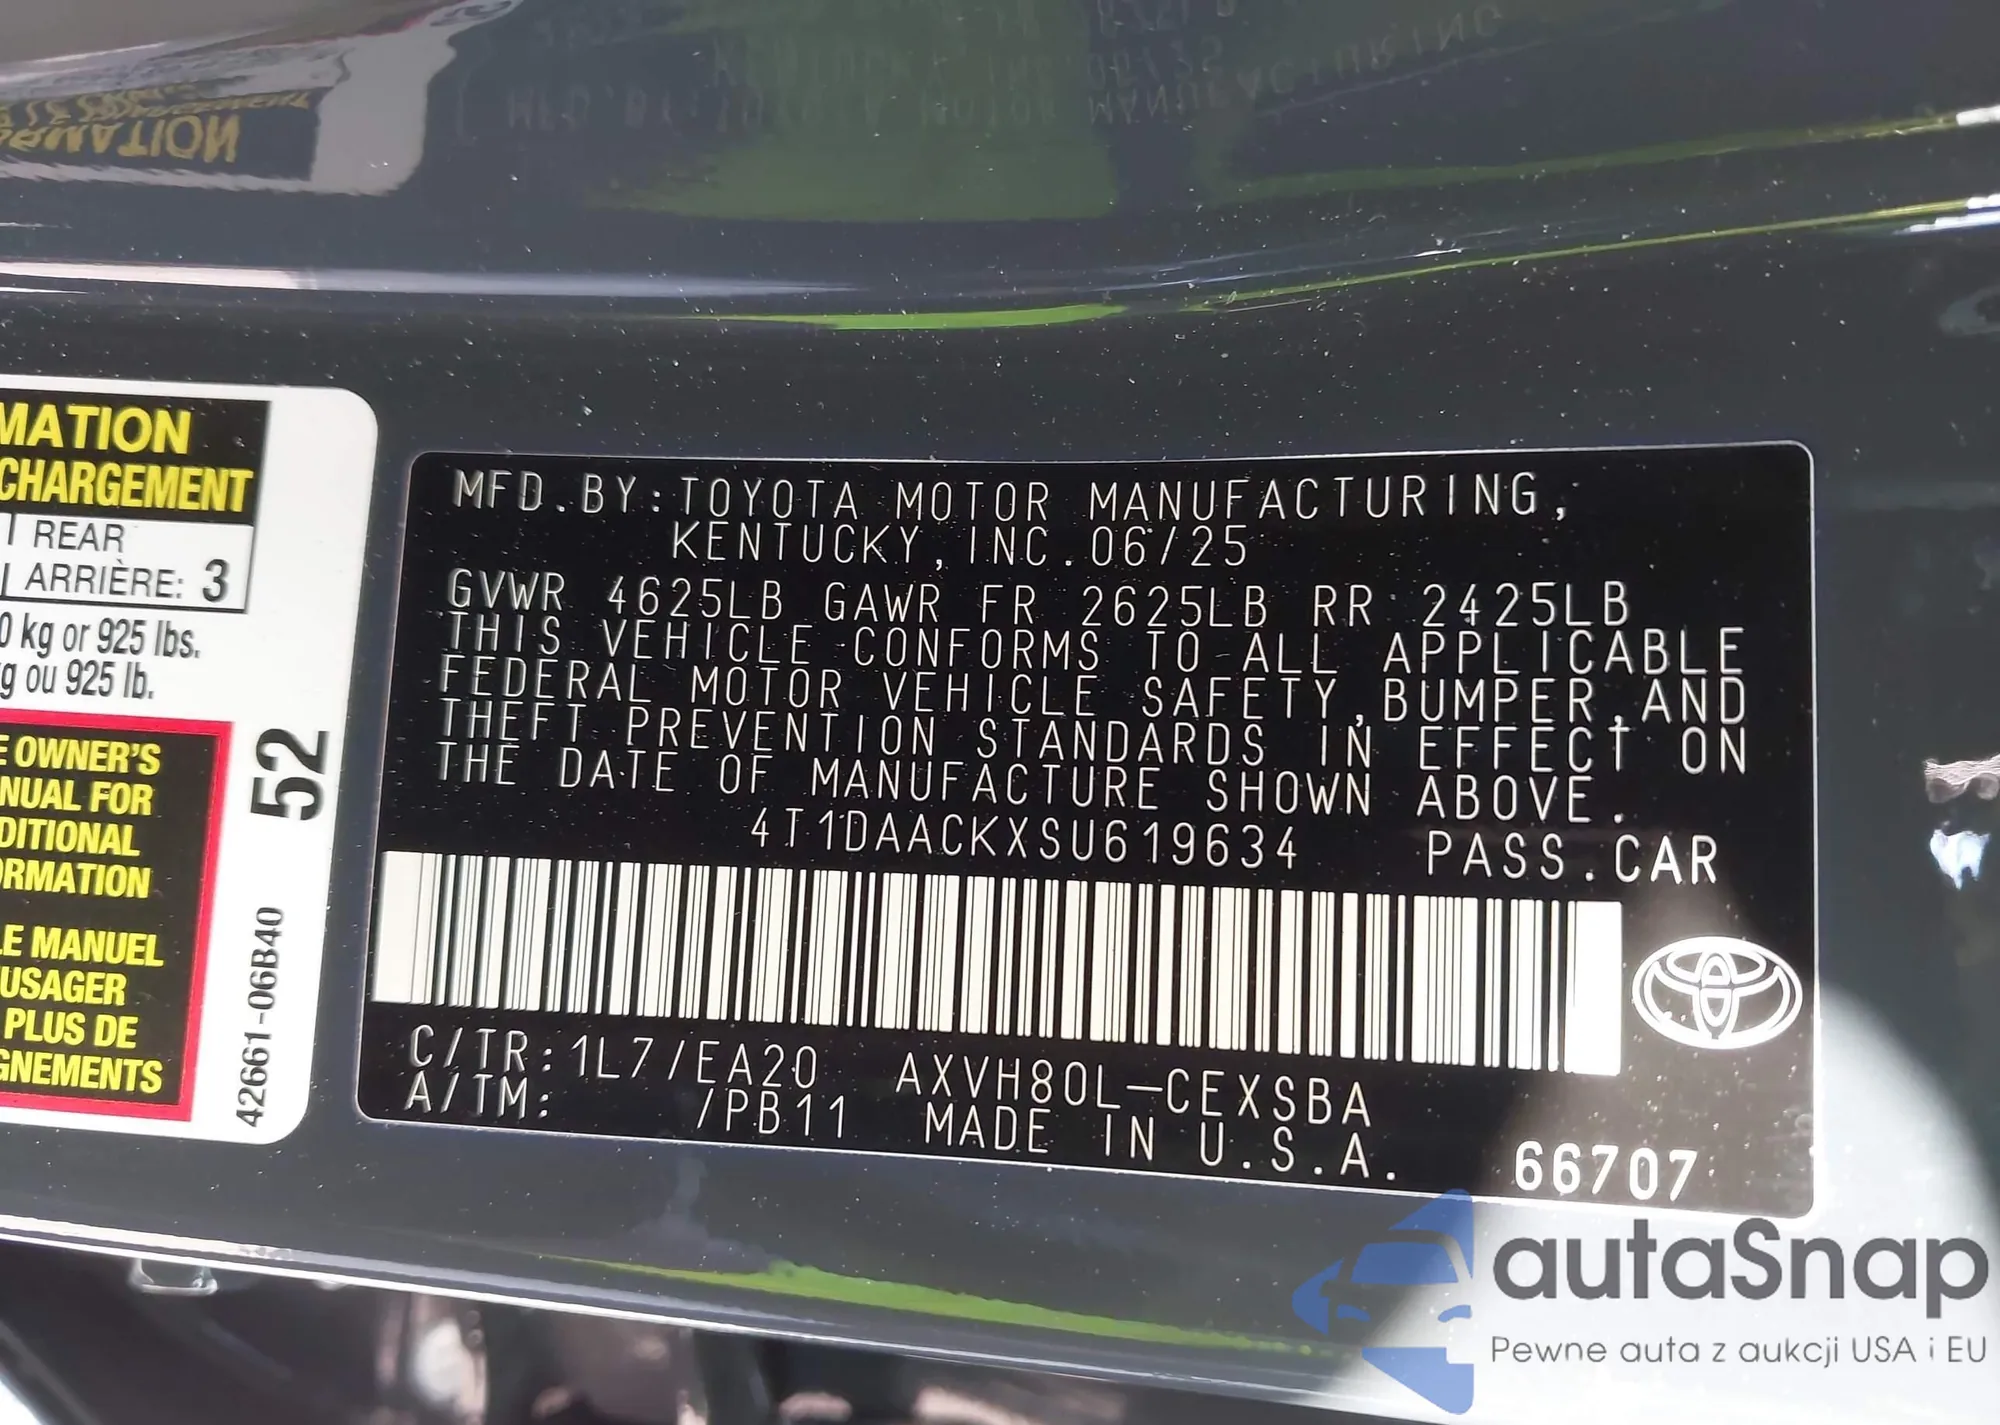 MATION
CHARGEMENT
REAR
ARRIÈRE: 3
0 kg or 925 lbs.
g ou 925 lb.
E OWNER'S
NUAL FOR
DITIONAL
ORMATION
LE MANUEL
USAGER
PLUS DE
GNEMENTS
52
42661-06B40
MFD.BY:TOYOTA MOTOR MANUFACTURING,
KENTUCKY,INC.06/25
GVWR 4625LB GAWR FR 2625LB RR 2425LB
THIS VEHICLE CONFORMS TO ALL APPLICABLE
FEDERAL MOTOR VEHICLE SAFETY,BUMPER,AND
THEFT PREVENTION STANDARDS IN EFFECT ON
THE DATE OF MANUFACTURE SHOWN ABOVE.
4T1DAACKXSU619634 PASS.CAR
C/TR:1L7/EA20 AXVH80L-CEXSBA
A/TM: /PB11 MADE IN U.S.A.
66707
autaSnap
Pewne auta z aukcji USA i EU